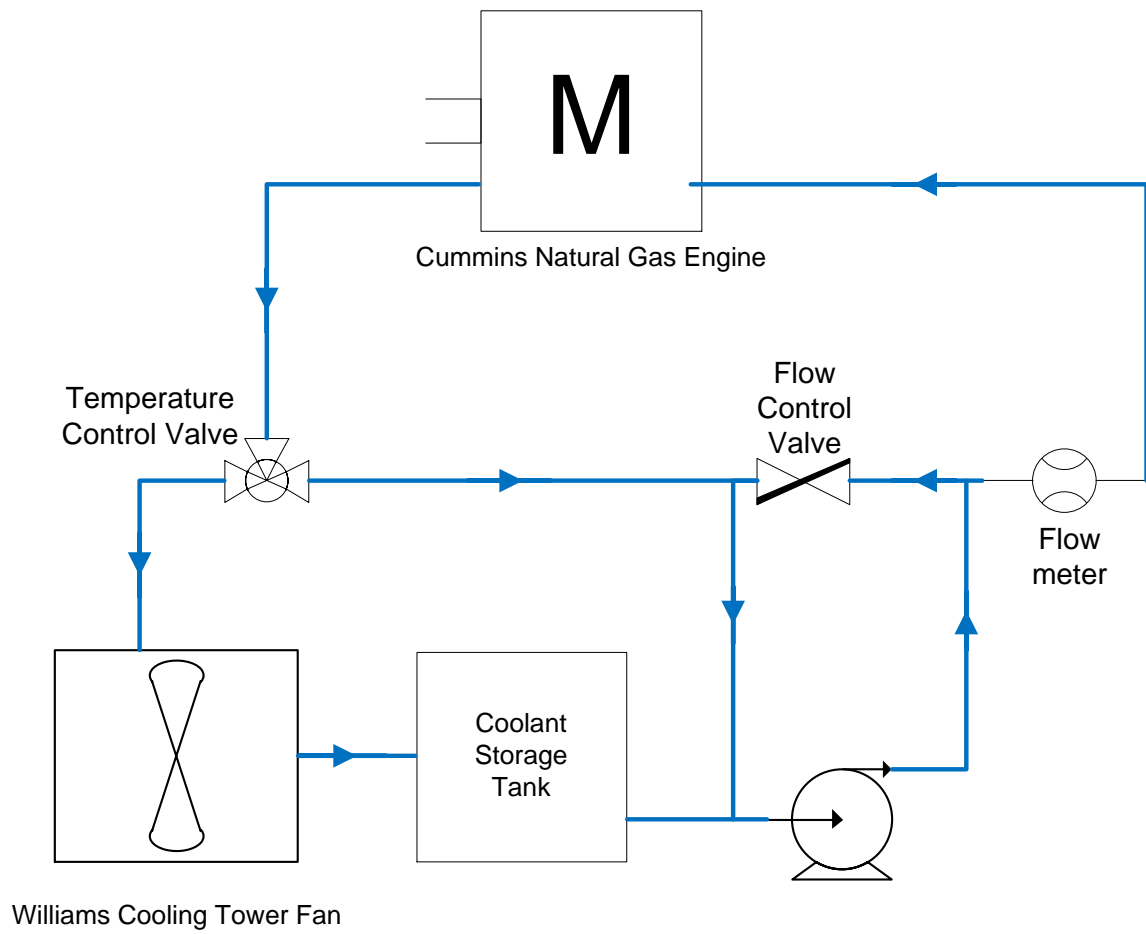 M
Cummins Natural Gas Engine
Temperature
Control Valve
Flow
Control
Valve
Flow
meter
Coolant
Storage
Tank
Williams Cooling Tower Fan